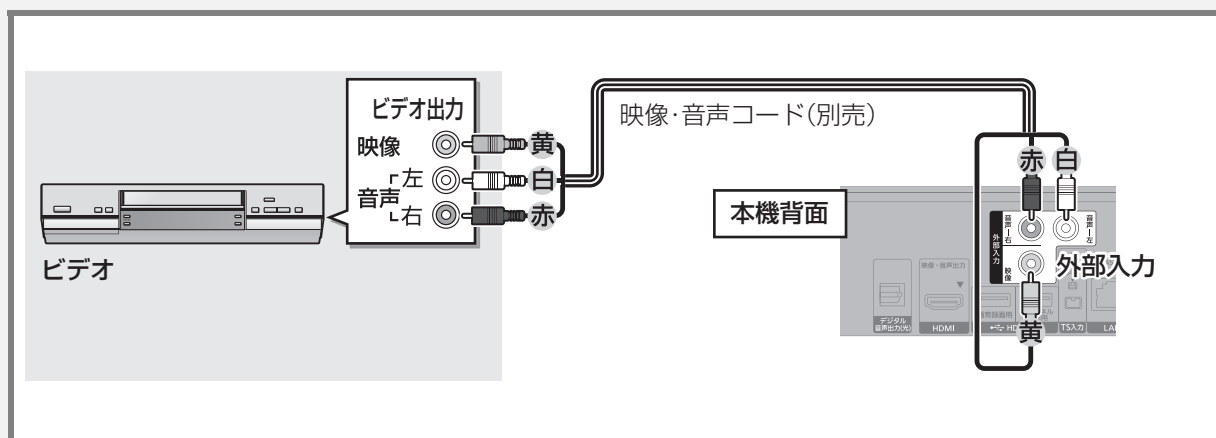 ビデオ出力
映像
音声
左
右
黄
白
赤
ビデオ
映像･音声コード(別売)
本機背面
赤
白
外部入力
音声ー右
音声ー左
映像
外部入力
黄
映像・音声出力
デジタル
音声出力(光)
HDMI
TS入力